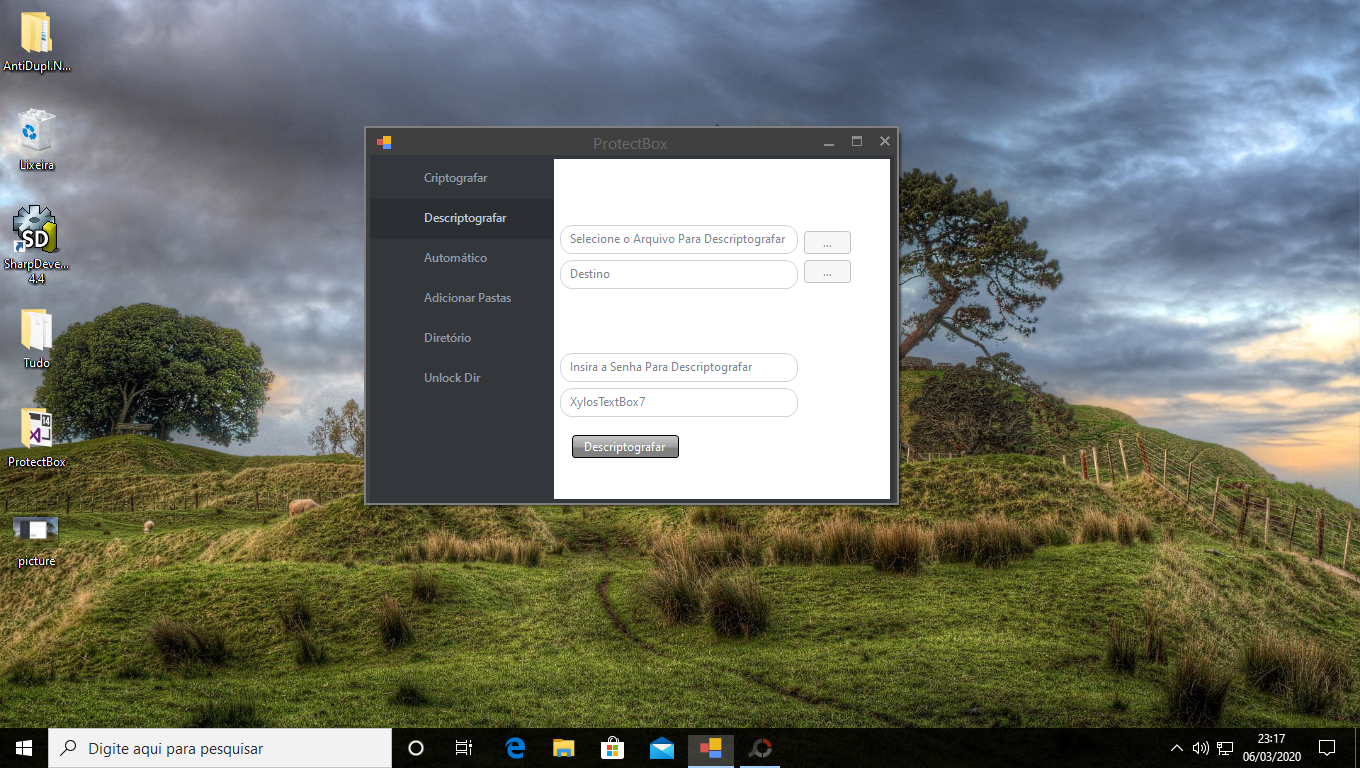 AntiDupl.N...
Lixeira
SD
SharpDeve...
4.4
Tudo
ProtectBox
picture
ProtectBox
Criptografar
Descriptografar
Automático
Adicionar Pastas
Diretório
Unlock Dir
Selecione o Arquivo Para Descriptografar
...
Destino
...
Insira a Senha Para Descriptografar
XylosTextBox7
Descriptografar
Digite aqui para pesquisar
23:17
06/03/2020